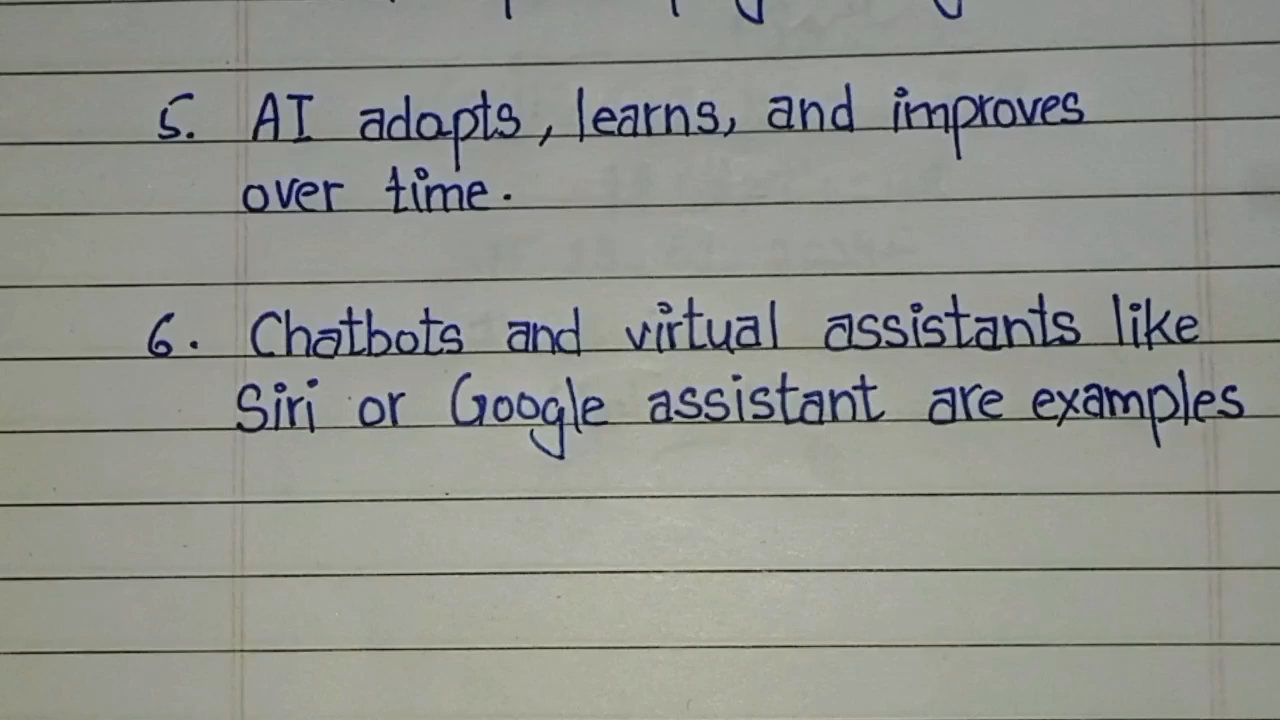 5. AI adapts, learns, and improves
over time.
6. Chatbots and virtual assistants like
Siri or Google assistant are examples